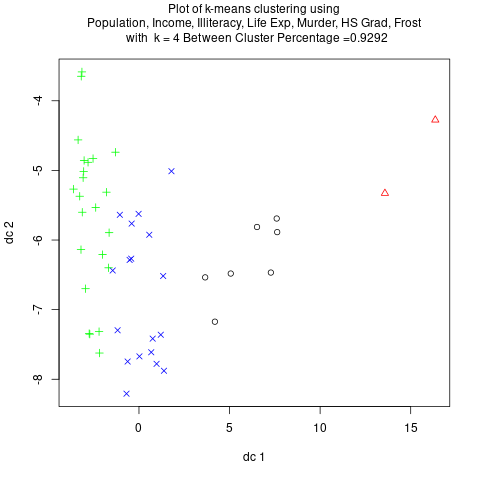 Plot of k-means clustering using
Population, Income, Illiteracy, Life Exp, Murder, HS Grad, Frost
with k = 4 Between Cluster Percentage =0.9292
-4
-5
-6
-7
-8
dc 2
0 5 10 15
dc 1